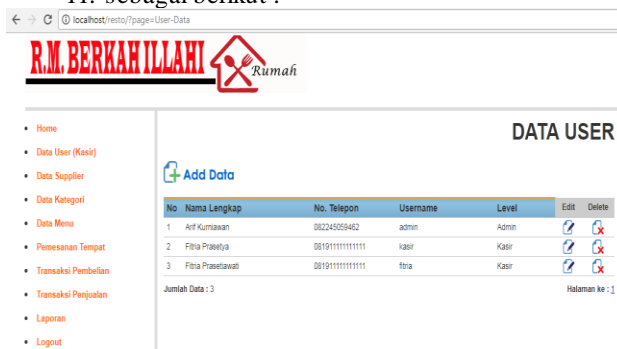 11. sebagai berikut :
localhost/resto/?page=User-Data
R.M. BERKAH ILLAHI Rumah
DATA USER
Home
Data User (Kasir)
Data Supplier
Data Kategori
Data Menu
Pemesanan Tempat
Transaksi Pembelian
Transaksi Penjualan
Laporan
Logout
Add Data
No Nama Lengkap No. Telepon Username Level Edit Delete
1 Arif Kurniawan 082245059462 admin Admin
2 Fitria Prasetya 081911111111111 kasir Kasir
3 Fitria Prasetiawati 081911111111111 fitria Kasir
Jumlah Data : 3 Halaman ke : 1